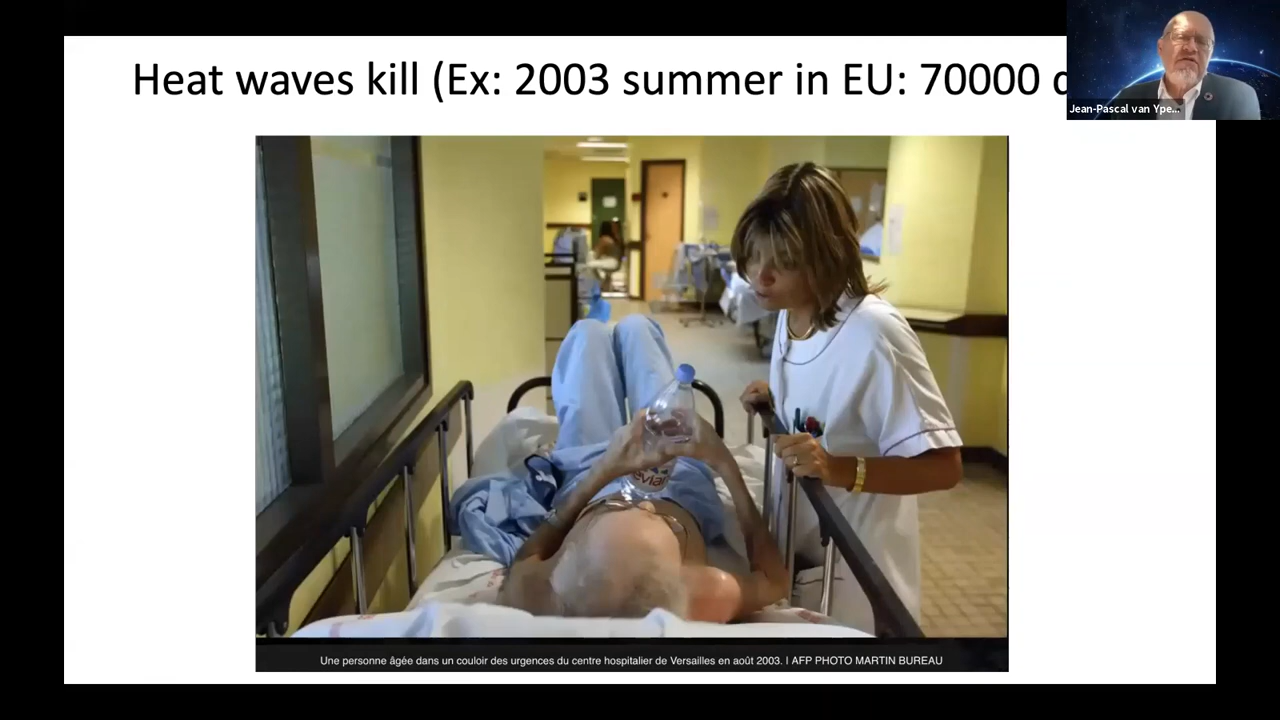 Heat waves kill (Ex: 2003 summer in EU: 70000
Jean-Pascal van Ype...
evian
Une personne âgée dans un couloir des urgences du centre hospitalier de Versailles en août 2003. I AFP PHOTO MARTIN BUREAU